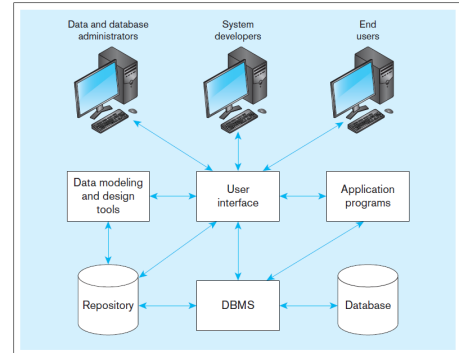 Data and database
administrators
System
developers
End
users
Data modeling
and design
tools
User
interface
Application
programs
Repository
DBMS
Database